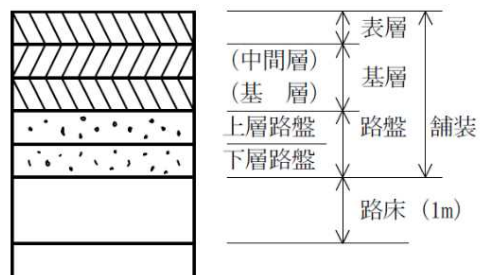 表層
(中間層)
基層
(基　層)
上層路盤
路盤
舗装
下層路盤
路床 (1m)